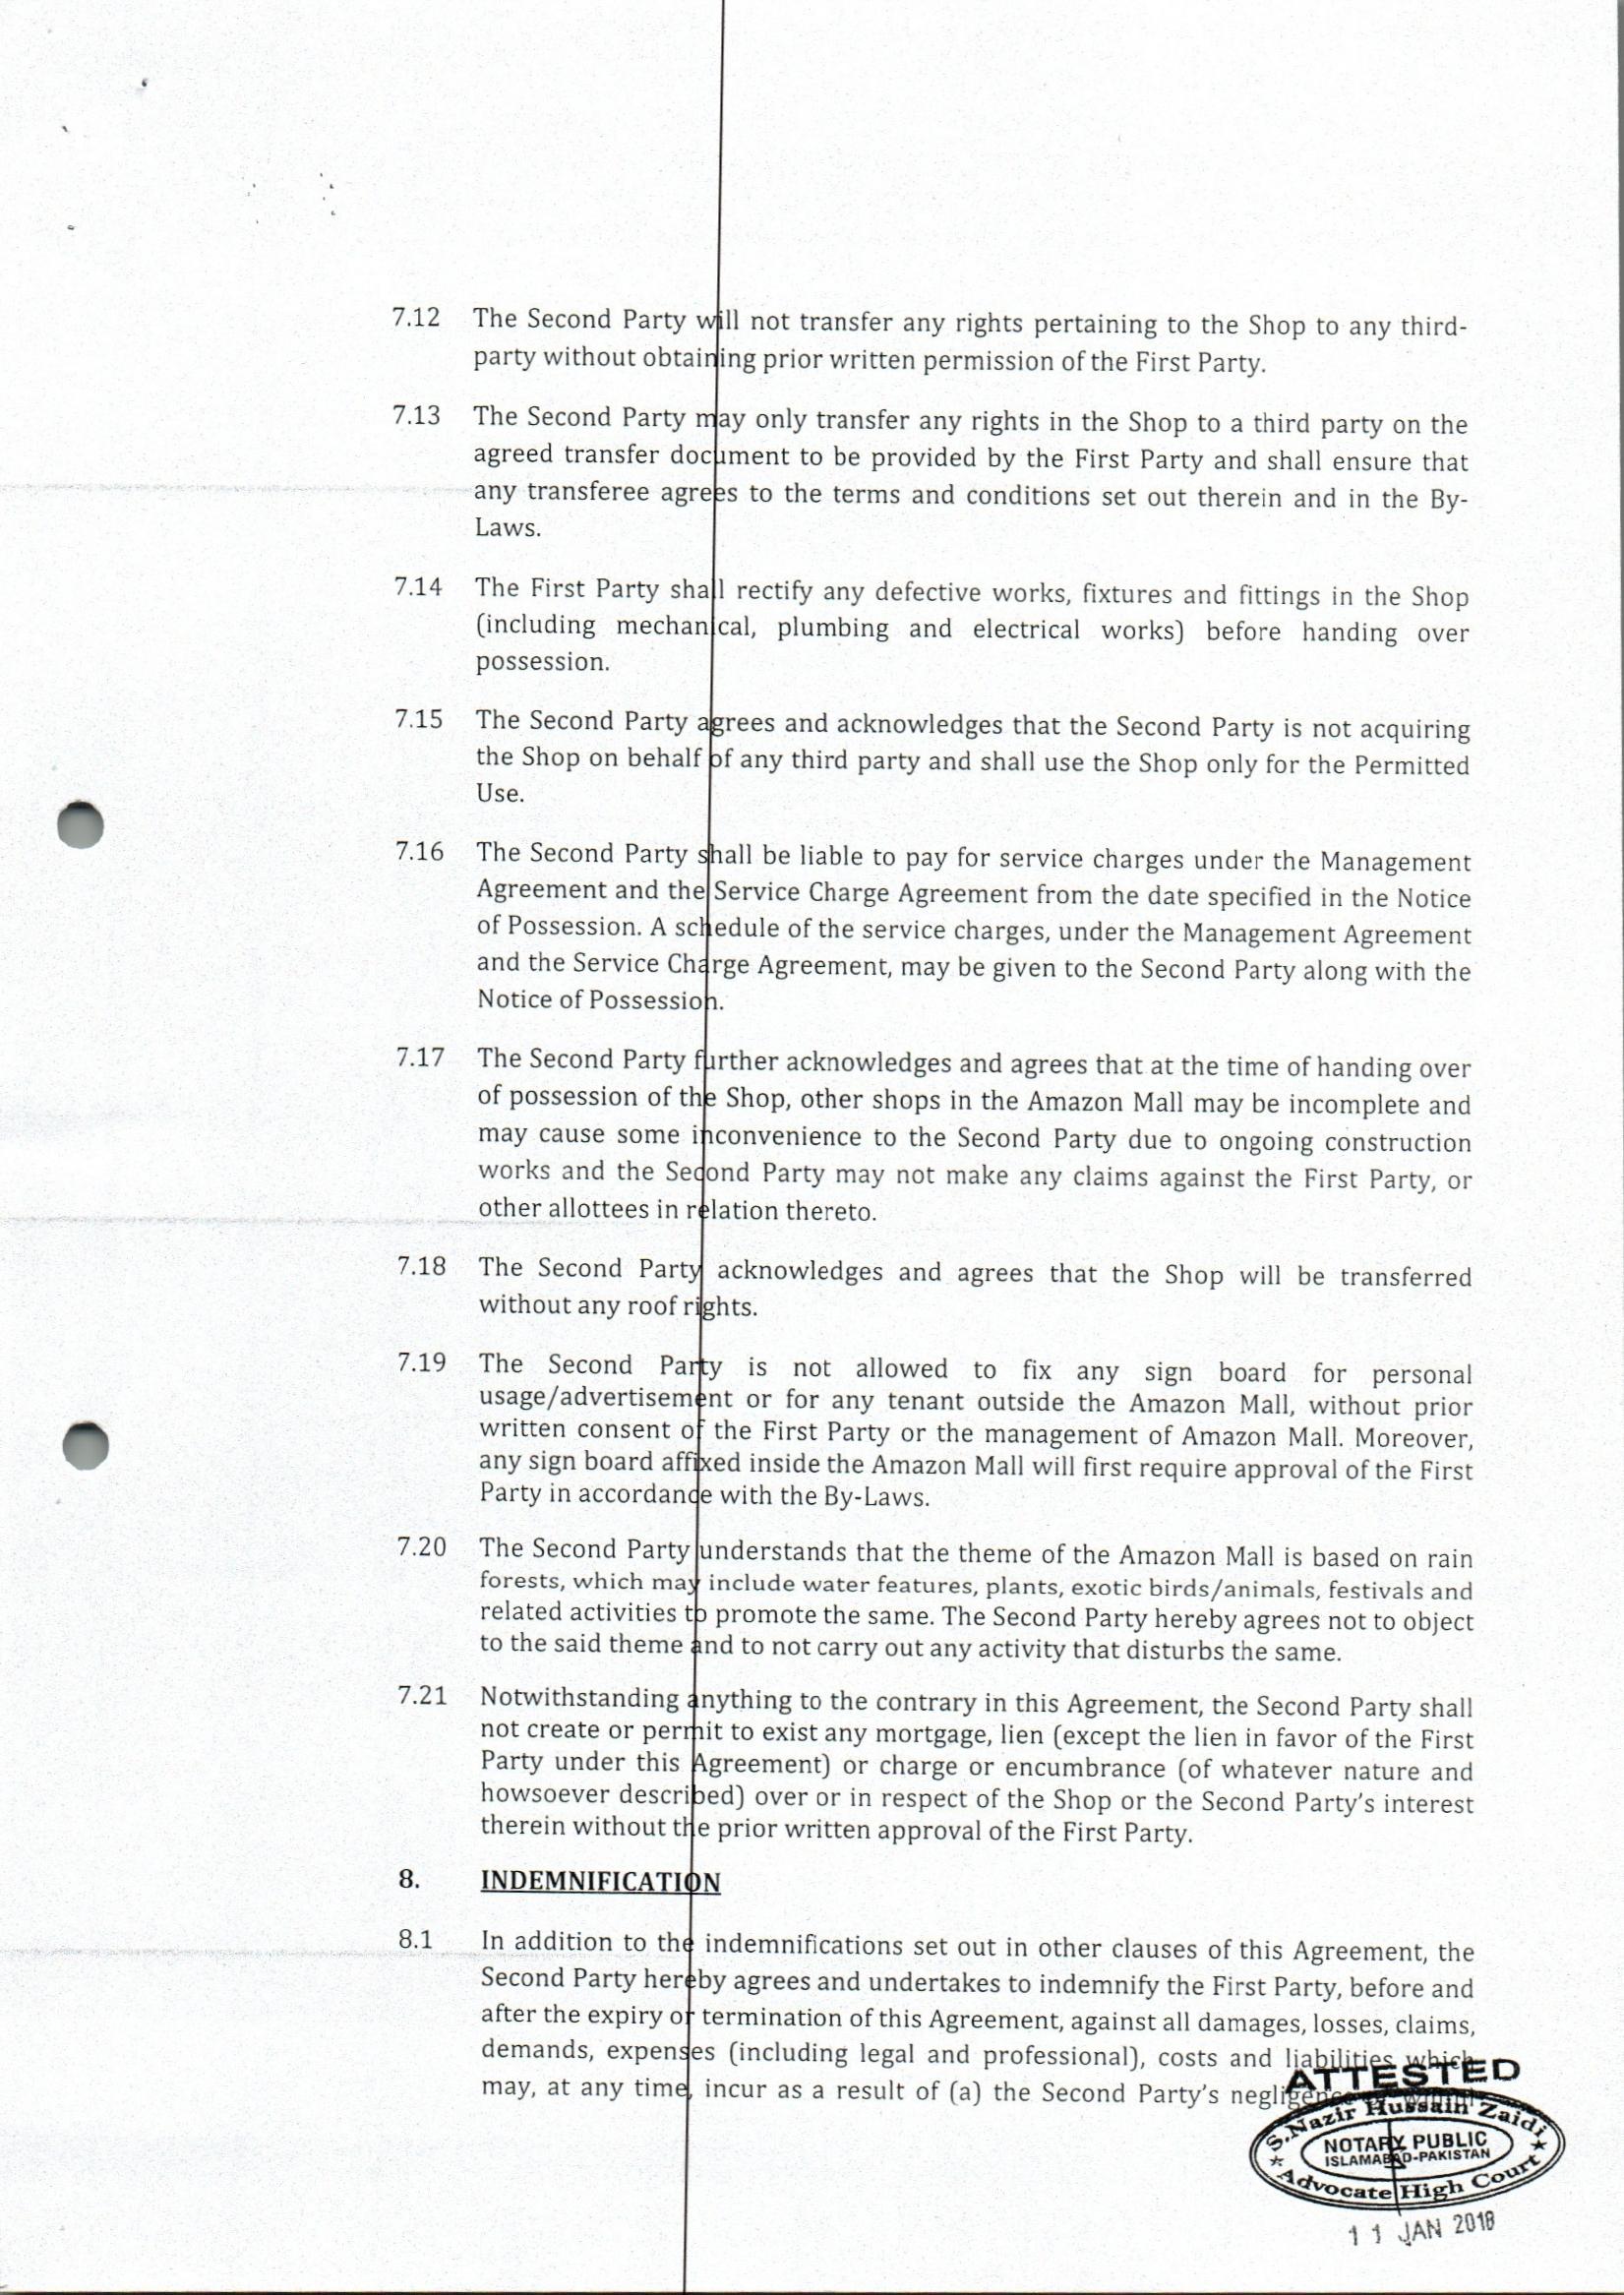 7.12 The Second Party will not transfer any rights pertaining to the Shop to any third-
party without obtaining prior written permission of the First Party.
7.13 The Second Party may only transfer any rights in the Shop to a third party on the
agreed transfer document to be provided by the First Party and shall ensure that
any transferee agrees to the terms and conditions set out therein and in the By-
Laws.
7.14 The First Party shall rectify any defective works, fixtures and fittings in the Shop
(including mechanical, plumbing and electrical works) before handing over
possession.
7.15 The Second Party agrees and acknowledges that the Second Party is not acquiring
the Shop on behalf of any third party and shall use the Shop only for the Permitted
Use.
7.16 The Second Party shall be liable to pay for service charges under the Management
Agreement and the Service Charge Agreement from the date specified in the Notice
of Possession. A schedule of the service charges, under the Management Agreement
and the Service Charge Agreement, may be given to the Second Party along with the
Notice of Possession.
7.17 The Second Party further acknowledges and agrees that at the time of handing over
of possession of the Shop, other shops in the Amazon Mall may be incomplete and
may cause some inconvenience to the Second Party due to ongoing construction
works and the Second Party may not make any claims against the First Party, or
other allottees in relation thereto.
7.18 The Second Party acknowledges and agrees that the Shop will be transferred
without any roof rights.
7.19 The Second Party is not allowed to fix any sign board for personal
usage/advertisement or for any tenant outside the Amazon Mall, without prior
written consent of the First Party or the management of Amazon Mall. Moreover,
any sign board affixed inside the Amazon Mall will first require approval of the First
Party in accordance with the By-Laws.
7.20 The Second Party understands that the theme of the Amazon Mall is based on rain
forests, which may include water features, plants, exotic birds/animals, festivals and
related activities to promote the same. The Second Party hereby agrees not to object
to the said theme and to not carry out any activity that disturbs the same.
7.21 Notwithstanding anything to the contrary in this Agreement, the Second Party shall
not create or permit to exist any mortgage, lien (except the lien in favor of the First
Party under this Agreement) or charge or encumbrance (of whatever nature and
howsoever described) over or in respect of the Shop or the Second Party's interest
therein without the prior written approval of the First Party.
8. INDEMNIFICATION
8.1 In addition to the indemnifications set out in other clauses of this Agreement, the
Second Party hereby agrees and undertakes to indemnify the First Party, before and
after the expiry or termination of this Agreement, against all damages, losses, claims,
demands, expenses (including legal and professional), costs and liabilities which
may, at any time, incur as a result of (a) the Second Party's negligence
ATTESTED
S.Nazir Hussain Zaidi
NOTARY PUBLIC
ISLAMABAD-PAKISTAN
Advocate High Court
11 JAN 2018